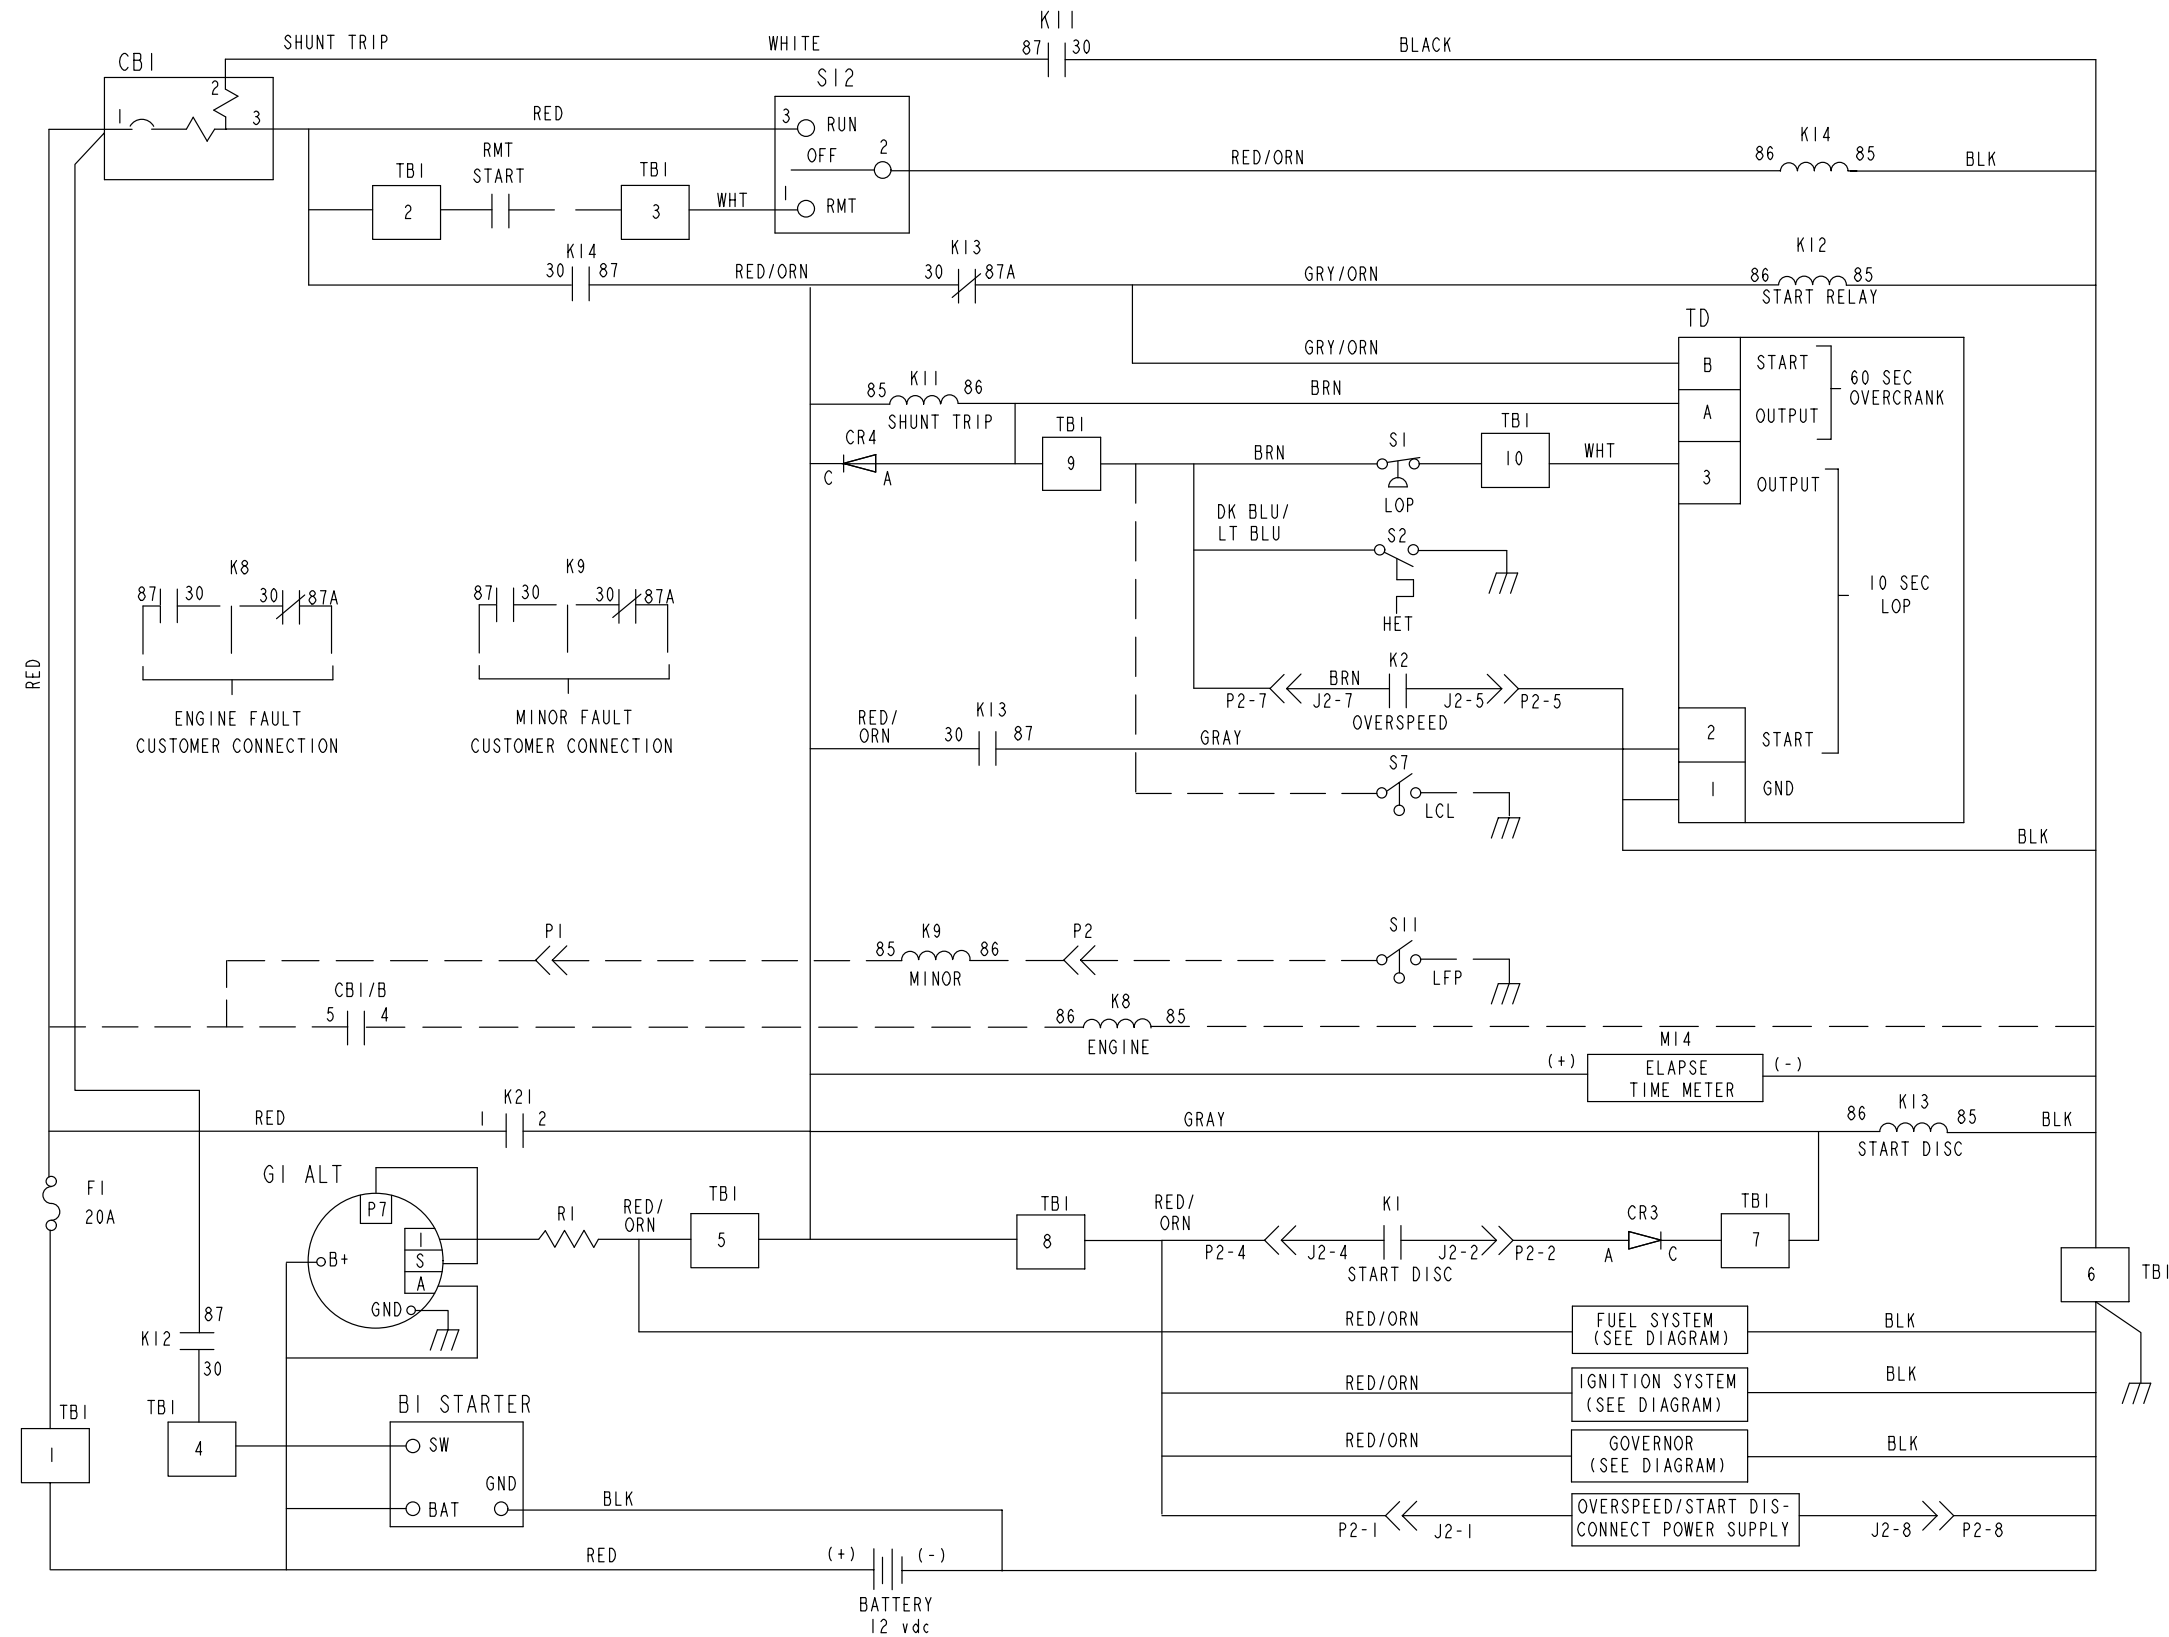 K11
SHUNT TRIP
WHITE
87
30
BLACK
CB1
S12
2
1
3
RED
3
RUN
OFF
2
RED/ORN
K14
86
85
BLK
RMT
START
TB1
2
TB1
3
WHT
1
RMT
K14
30
87
RED/ORN
K13
30
87A
GRY/ORN
K12
86
85
START RELAY
TD
GRY/ORN
B
START
60 SEC
OVERCRANK
K11
85
86
SHUNT TRIP
BRN
A
OUTPUT
CR4
C
A
TB1
9
BRN
S1
LOP
TB1
10
WHT
3
OUTPUT
DK BLU/
LT BLU
S2
HET
10 SEC
LOP
K8
87
30
30
87A
ENGINE FAULT
CUSTOMER CONNECTION
K9
87
30
30
87A
MINOR FAULT
CUSTOMER CONNECTION
RED
K2
BRN
P2-7
J2-7
J2-5
P2-5
OVERSPEED
RED/
ORN
K13
30
87
GRAY
2
START
S7
LCL
1
GND
BLK
P1
K9
85
86
MINOR
P2
S11
LFP
CB1/B
5
4
K8
86
85
ENGINE
M14
(+)
ELAPSE
TIME METER
(-)
RED
K21
1
2
GRAY
K13
86
85
START DISC
BLK
F1
20A
G1 ALT
P7
I
S
A
B+
GND
R1
RED/
ORN
TB1
5
TB1
8
RED/
ORN
K1
P2-4
J2-4
J2-2
P2-2
START DISC
CR3
A
C
TB1
7
6
TB1
87
K12
30
RED/ORN
FUEL SYSTEM
(SEE DIAGRAM)
BLK
RED/ORN
IGNITION SYSTEM
(SEE DIAGRAM)
BLK
TB1
1
TB1
4
B1 STARTER
SW
BAT
GND
BLK
RED/ORN
GOVERNOR
(SEE DIAGRAM)
BLK
P2-1
J2-1
OVERSPEED/START DIS-
CONNECT POWER SUPPLY
J2-8
P2-8
RED
(+)
(-)
BATTERY
12 vdc